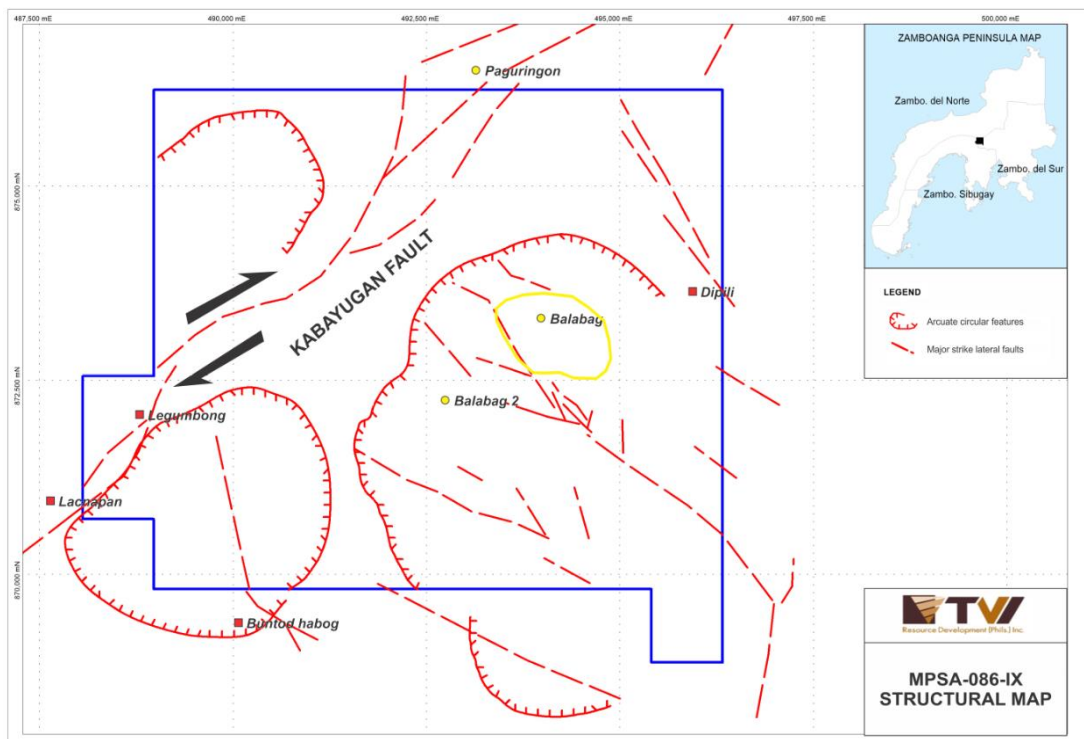 487,500 mE
490,000 mE
492,500 mE
495,000 mE
497,500 mE
500,000 mE
875,000 mN
872,500 mN
870,000 mN
Paguringon
KABAYUGAN FAULT
Dipili
Balabag
Balabag 2
Legumbong
Lacnapan
Buntod habog
ZAMBOANGA PENINSULA MAP
Zambo. del Norte
Zambo. del Sur
Zambo. Sibugay
LEGEND
Arcuate circular features
Major strike lateral faults
TVI
Resource Development (Phils.) Inc.
MPSA-086-IX
STRUCTURAL MAP